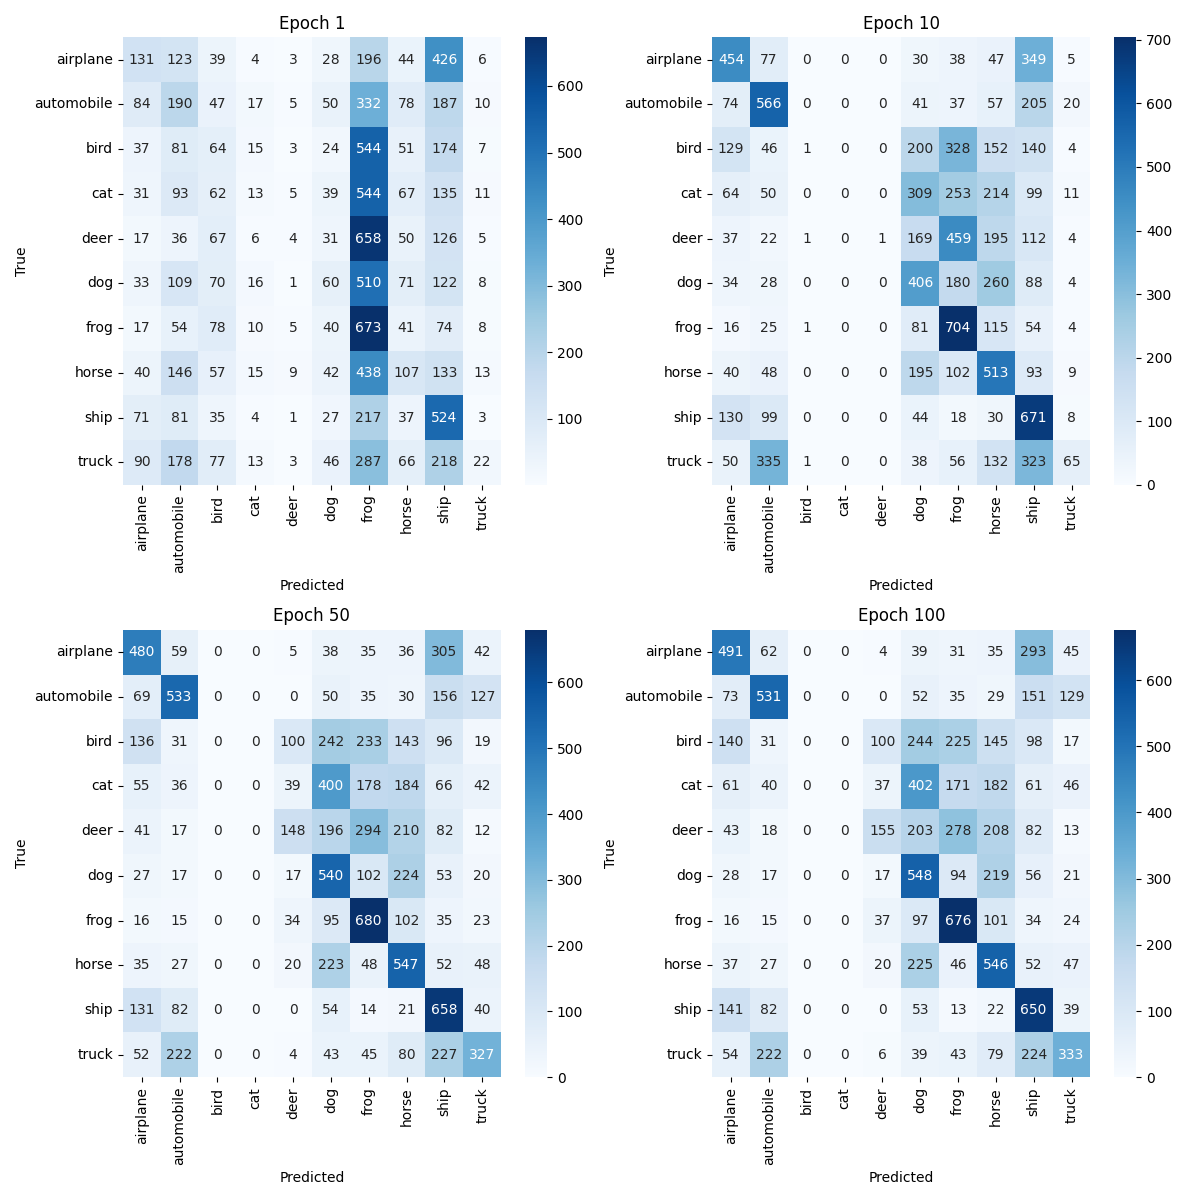 Epoch 1
airplane 131 123 39 4 3 28 196 44 426 6
automobile 84 190 47 17 5 50 332 78 187 10
bird 37 81 64 15 3 24 544 51 174 7
cat 31 93 62 13 5 39 544 67 135 11
deer 17 36 67 6 4 31 658 50 126 5
dog 33 109 70 16 1 60 510 71 122 8
frog 17 54 78 10 5 40 673 41 74 8
horse 40 146 57 15 9 42 438 107 133 13
ship 71 81 35 4 1 27 217 37 524 3
truck 90 178 77 13 3 46 287 66 218 22
airplane automobile bird cat deer dog frog horse ship truck
Predicted
True
600
500
400
300
200
100
Epoch 10
airplane 454 77 0 0 0 30 38 47 349 5
automobile 74 566 0 0 0 41 37 57 205 20
bird 129 46 1 0 0 200 328 152 140 4
cat 64 50 0 0 0 309 253 214 99 11
deer 37 22 1 0 1 169 459 195 112 4
dog 34 28 0 0 0 406 180 260 88 4
frog 16 25 1 0 0 81 704 115 54 4
horse 40 48 0 0 0 195 102 513 93 9
ship 130 99 0 0 0 44 18 30 671 8
truck 50 335 1 0 0 38 56 132 323 65
airplane automobile bird cat deer dog frog horse ship truck
Predicted
True
700
600
500
400
300
200
100
0
Epoch 50
airplane 480 59 0 0 5 38 35 36 305 42
automobile 69 533 0 0 0 50 35 30 156 127
bird 136 31 0 0 100 242 233 143 96 19
cat 55 36 0 0 39 400 178 184 66 42
deer 41 17 0 0 148 196 294 210 82 12
dog 27 17 0 0 17 540 102 224 53 20
frog 16 15 0 0 34 95 680 102 35 23
horse 35 27 0 0 20 223 48 547 52 48
ship 131 82 0 0 0 54 14 21 658 40
truck 52 222 0 0 4 43 45 80 227 327
airplane automobile bird cat deer dog frog horse ship truck
Predicted
True
600
500
400
300
200
100
0
Epoch 100
airplane 491 62 0 0 4 39 31 35 293 45
automobile 73 531 0 0 0 52 35 29 151 129
bird 140 31 0 0 100 244 225 145 98 17
cat 61 40 0 0 37 402 171 182 61 46
deer 43 18 0 0 155 203 278 208 82 13
dog 28 17 0 0 17 548 94 219 56 21
frog 16 15 0 0 37 97 676 101 34 24
horse 37 27 0 0 20 225 46 546 52 47
ship 141 82 0 0 0 53 13 22 650 39
truck 54 222 0 0 6 39 43 79 224 333
airplane automobile bird cat deer dog frog horse ship truck
Predicted
True
600
500
400
300
200
100
0